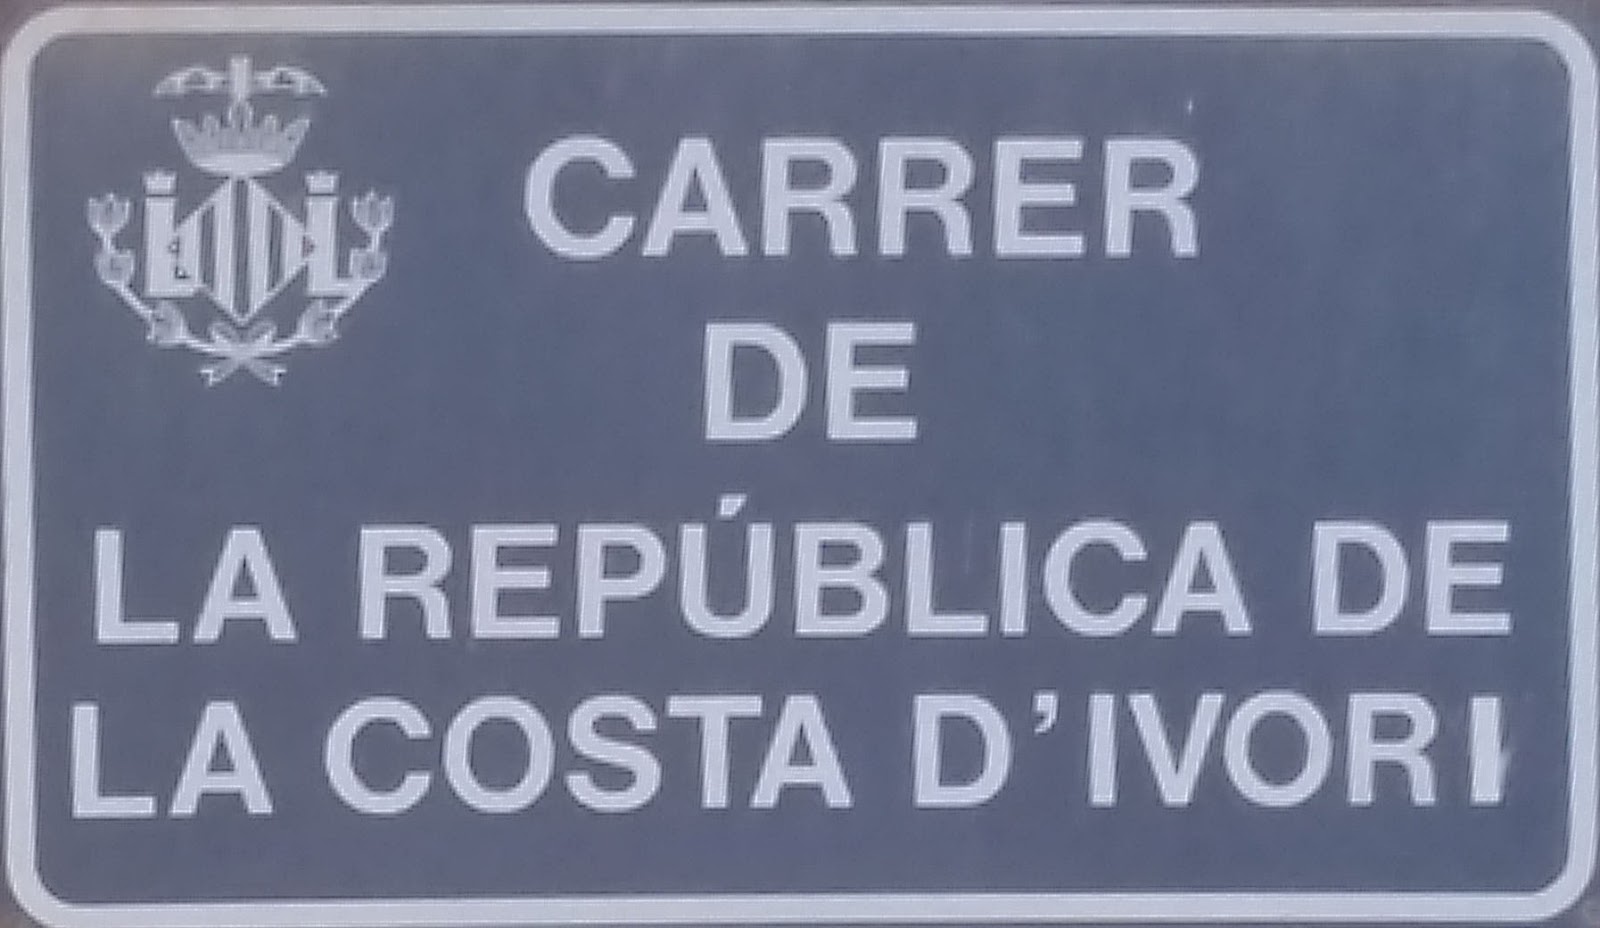 CARRER
DE
LA REPÚBLICA DE
LA COSTA D'IVORI